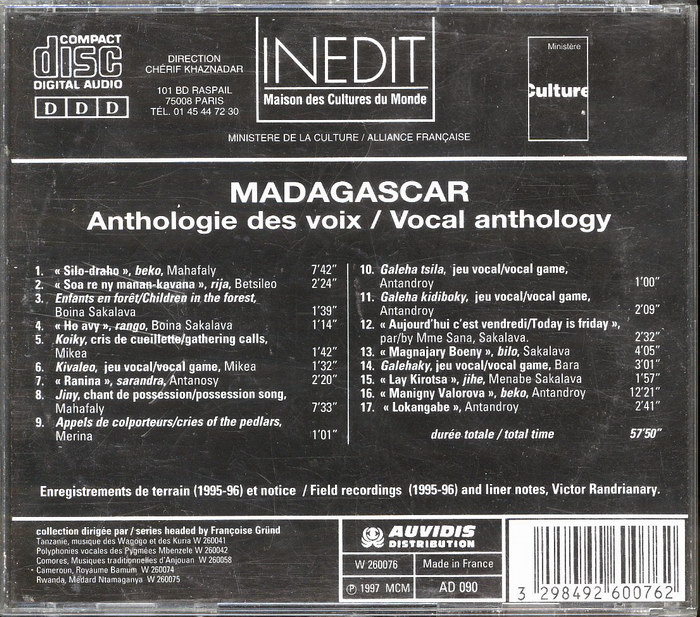 COMPACT
disc
DIGITAL AUDIO
D D D
DIRECTION
CHÉRIF KHAZNADAR
101 BD RASPAIL
75008 PARIS
TÉL. 01 45 44 72 30
INEDIT
Maison des Cultures du Monde
Ministère
Culture
MINISTERE DE LA CULTURE / ALLIANCE FRANÇAISE
MADAGASCAR
Anthologie des voix / Vocal anthology
1. « Silo-draho », beko, Mahafaly 7'42"
2. « Soa re ny manan-kavana », rija, Betsileo 2'24"
3. Enfants en forêt/Children in the forest,
Boina Sakalava 1'39"
4. « Ho avy », rango, Boina Sakalava 1'14"
5. Koiky, cris de cueillette/gathering calls,
Mikea 1'42"
6. Kivaleo, jeu vocal/vocal game, Mikea 1'32"
7. « Ranina », sarandra, Antanosy 2'20"
8. Jiny, chant de possession/possession song,
Mahafaly 7'33"
9. Appels de colporteurs/cries of the pedlars,
Merina 1'01"
10. Galeha tsila, jeu vocal/vocal game,
Antandroy 1'00"
11. Galeha kidiboky, jeu vocal/vocal game,
Antandroy 2'09"
12. « Aujourd'hui c'est vendredi/Today is friday »,
par/by Mme Sana, Sakalava. 2'32"
13. « Magnajary Boeny », bilo, Sakalava 4'05"
14. Galehaky, jeu vocal/vocal game, Bara 3'01"
15. « Lay Kirotsa », jihe, Menabe Sakalava 1'57"
16. « Manigny Valorova », beko, Antandroy 12'21"
17. « Lokangabe », Antandroy 2'41"
durée totale / total time 57'50"
Enregistrements de terrain (1995-96) et notice / Field recordings (1995-96) and liner notes, Victor Randrianary.
collection dirigée par / series headed by Françoise Gründ
Tanzanie, musique des Wagogo et des Kuria W 260041
Polyphonies vocales des Pygmées Mbenzele W 260042
Comores, Musiques traditionnelles d'Anjouan W 260058
Cameroun, Royaume Bamum W 260074
Rwanda, Médard Ntamaganya W 260075
AUVIDIS
DISTRIBUTION
W 260076
Made in France
Ⓟ 1997 MCM
AD 090
3 298492 600762